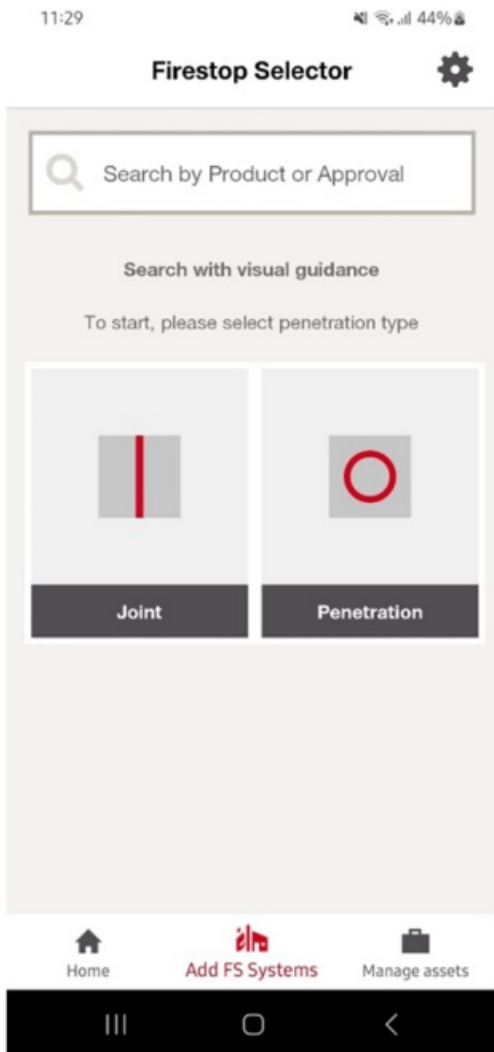 11:29
44%
Firestop Selector
Search by Product or Approval
Search with visual guidance
To start, please select penetration type
Joint
Penetration
Home
Add FS Systems
Manage assets